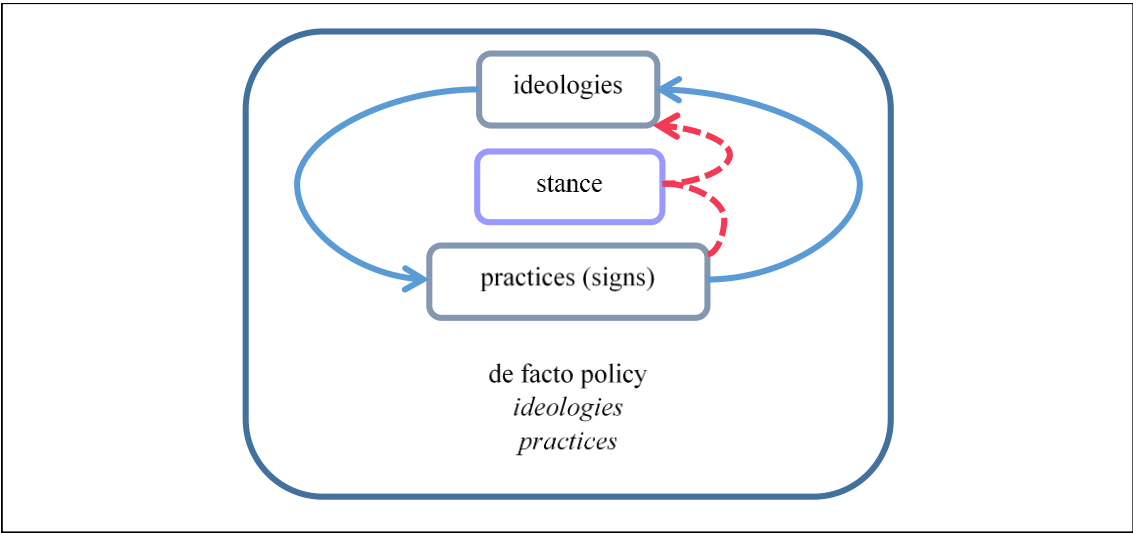 ideologies
stance
practices (signs)
de facto policy
ideologies
practices